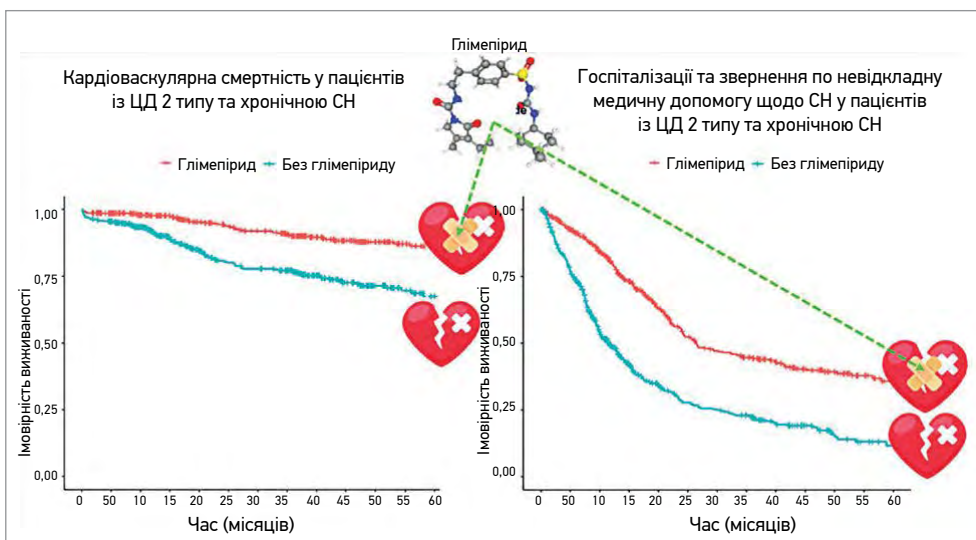 Глімепірид
Кардіоваскулярна смертність у пацієнтів
із ЦД 2 типу та хронічною СН
Глімепірид
Без глімепіриду
Імовірність виживаності
1,00
0,75
0,50
0,25
0,00
0 50 10 15 20 25 30 35 40 45 50 55 60
Час (місяців)
Госпіталізації та звернення по невідкладну
медичну допомогу щодо СН у пацієнтів
із ЦД 2 типу та хронічною СН
Глімепірид
Без глімепіриду
Імовірність виживаності
1,00
0,75
0,50
0,25
0,00
0 50 10 15 20 25 30 35 40 45 50 55 60
Час (місяців)